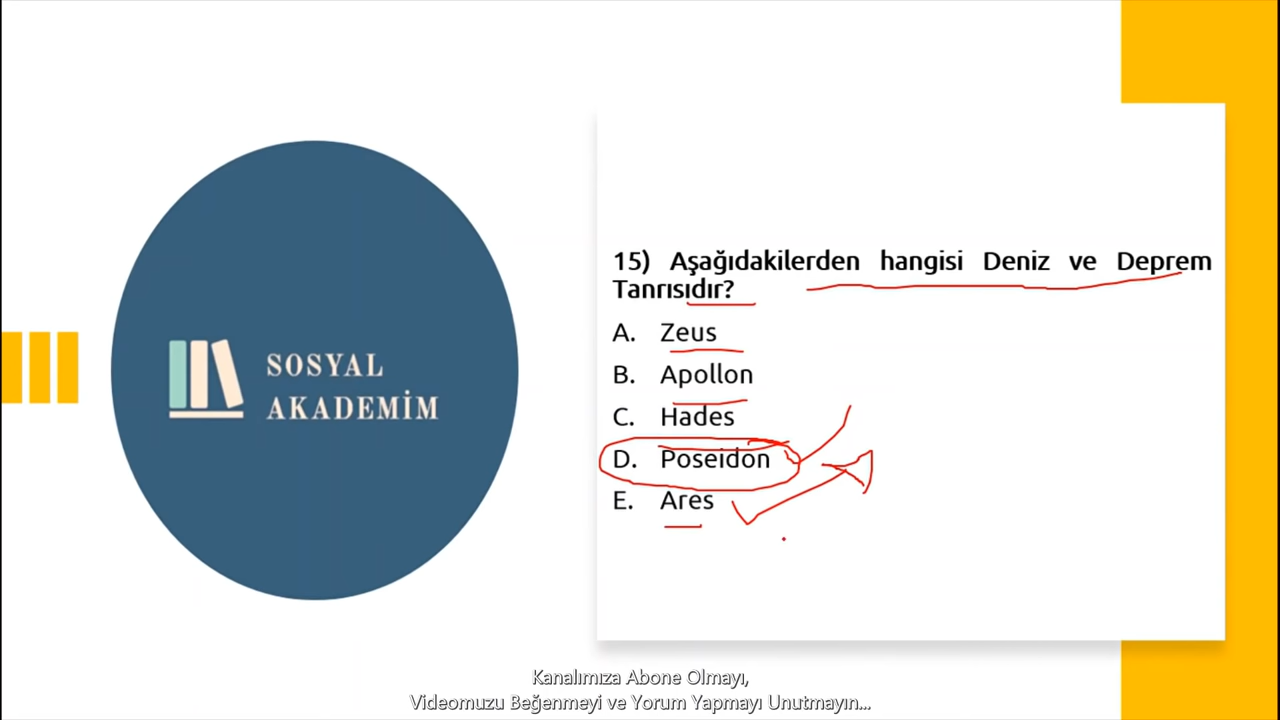 SOSYAL
AKADEMİM
15) Aşağıdakilerden hangisi Deniz ve Deprem
Tanrısıdır?
A. Zeus
B. Apollon
C. Hades
D. Poseidon
E. Ares
Kanalımıza Abone Olmayı,
Videomuzu Beğenmeyi ve Yorum Yapmayı Unutmayın...